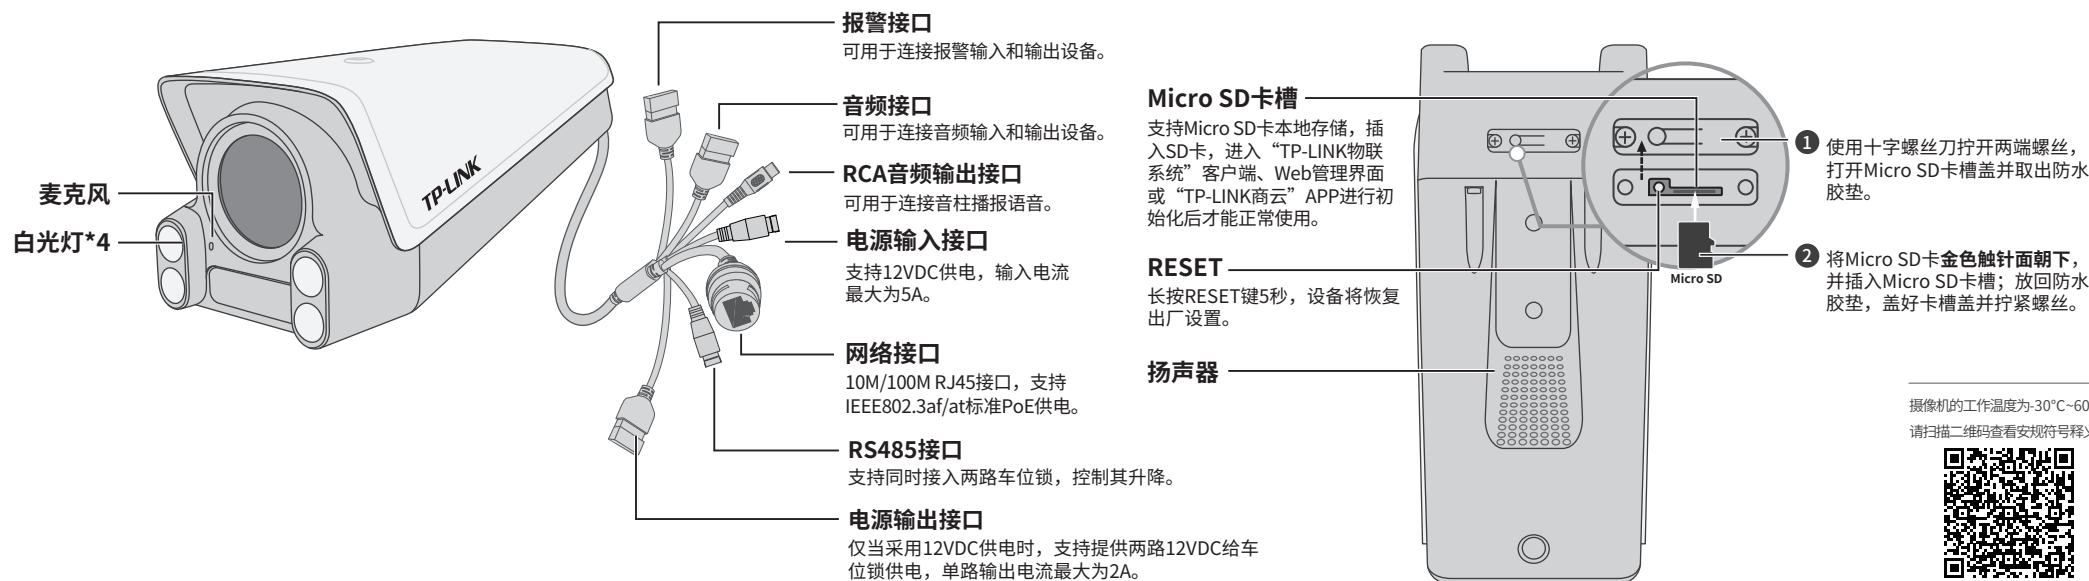 麦克风
白光灯*4
TP-LINK
报警接口
可用于连接报警输入和输出设备。
音频接口
可用于连接音频输入和输出设备。
RCA音频输出接口
可用于连接音柱播报语音。
电源输入接口
支持12VDC供电，输入电流
最大为5A。
网络接口
10M/100M RJ45接口，支持
IEEE802.3af/at标准PoE供电。
RS485接口
支持同时接入两路车位锁，控制其升降。
电源输出接口
仅当采用12VDC供电时，支持提供两路12VDC给车
位锁供电，单路输出电流最大为2A。
Micro SD卡槽
支持Micro SD卡本地存储，插
入SD卡，进入“TP-LINK物联
系统”客户端、Web管理界面
或“TP-LINK商云”APP进行初
始化后才能正常使用。
RESET
长按RESET键5秒，设备将恢复
出厂设置。
扬声器
Micro SD
1 使用十字螺丝刀拧开两端螺丝，
打开Micro SD卡槽盖并取出防水
胶垫。
2 将Micro SD卡金色触针面朝下，
并插入Micro SD卡槽；放回防水
胶垫，盖好卡槽盖并拧紧螺丝。
摄像机的工作温度为-30°C~60
请扫描二维码查看安规符号释